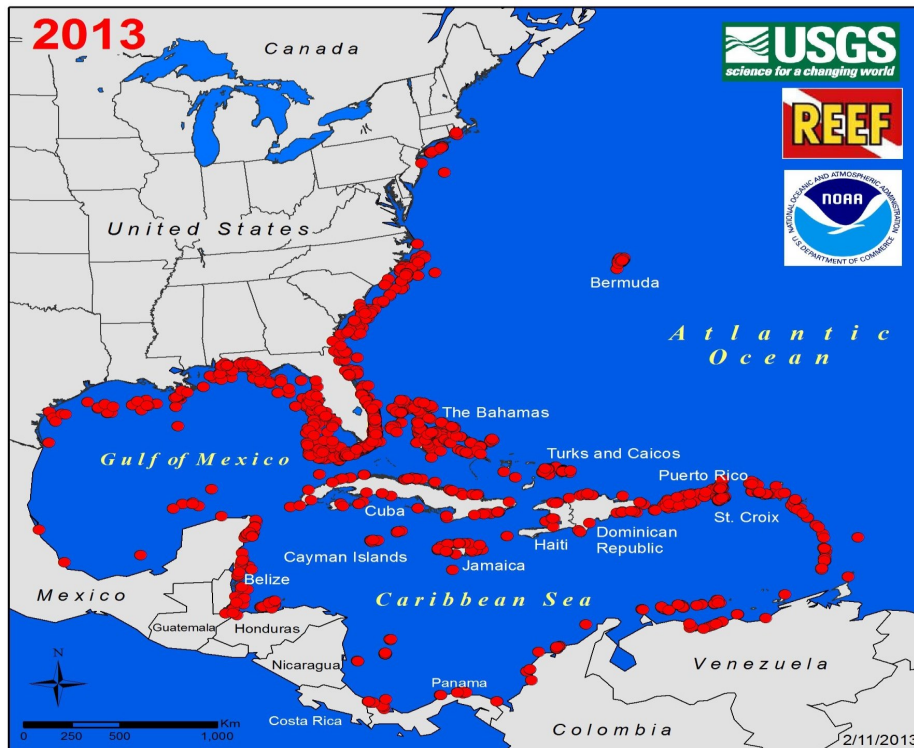 2013
Canada
USGS
science for a changing world
REEF
NATIONAL OCEANIC AND ATMOSPHERIC ADMINISTRATION
NOAA
U.S. DEPARTMENT OF COMMERCE
United States
Bermuda
Atlantic
Ocean
The Bahamas
Gulf of Mexico
Turks and Caicos
Puerto Rico
Cuba
St. Croix
Cayman Islands
Haiti
Dominican
Republic
Jamaica
Belize
Mexico
Caribbean Sea
Guatemala
Honduras
N
Nicaragua
Venezuela
Panama
Costa Rica
Km
0 250 500 1,000
Colombia
2/11/2013